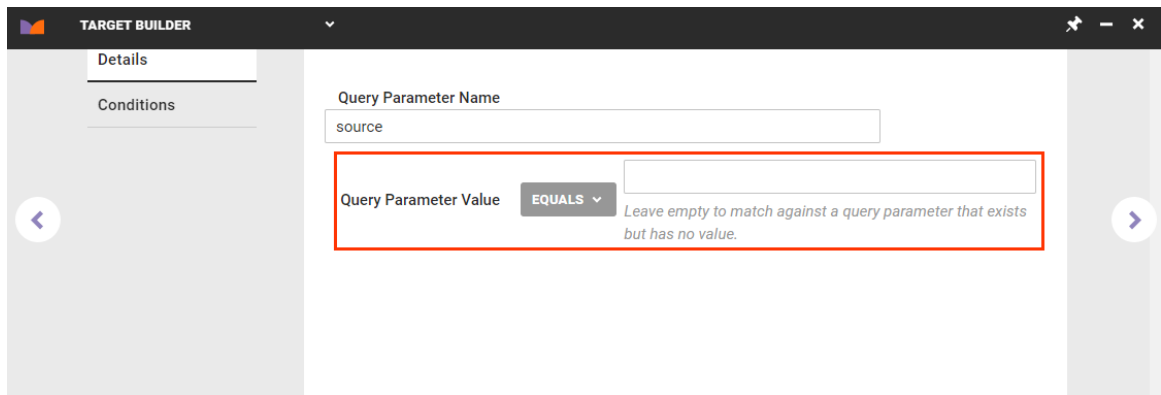 TARGET BUILDER
Details
Conditions
Query Parameter Name
source
Query Parameter Value
EQUALS
Leave empty to match against a query parameter that exists
but has no value.